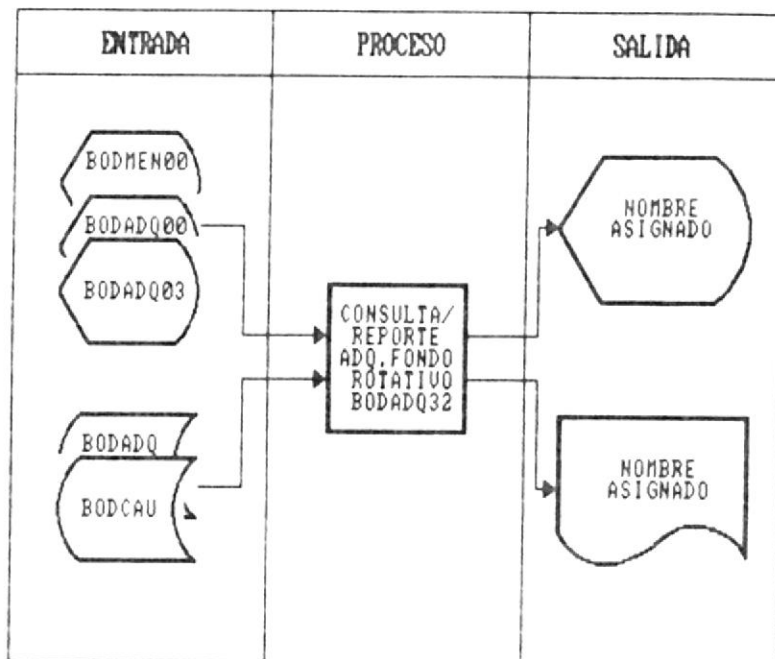 ENTRADA
PROCESO
SALIDA
BODMEN00
BODADQ00
BODADQ03
BODADQ
BODCAU
CONSULTA/
REPORTE
ADQ.FONDO
ROTATIVO
BODADQ32
NOMBRE
ASIGNADO
NOMBRE
ASIGNADO